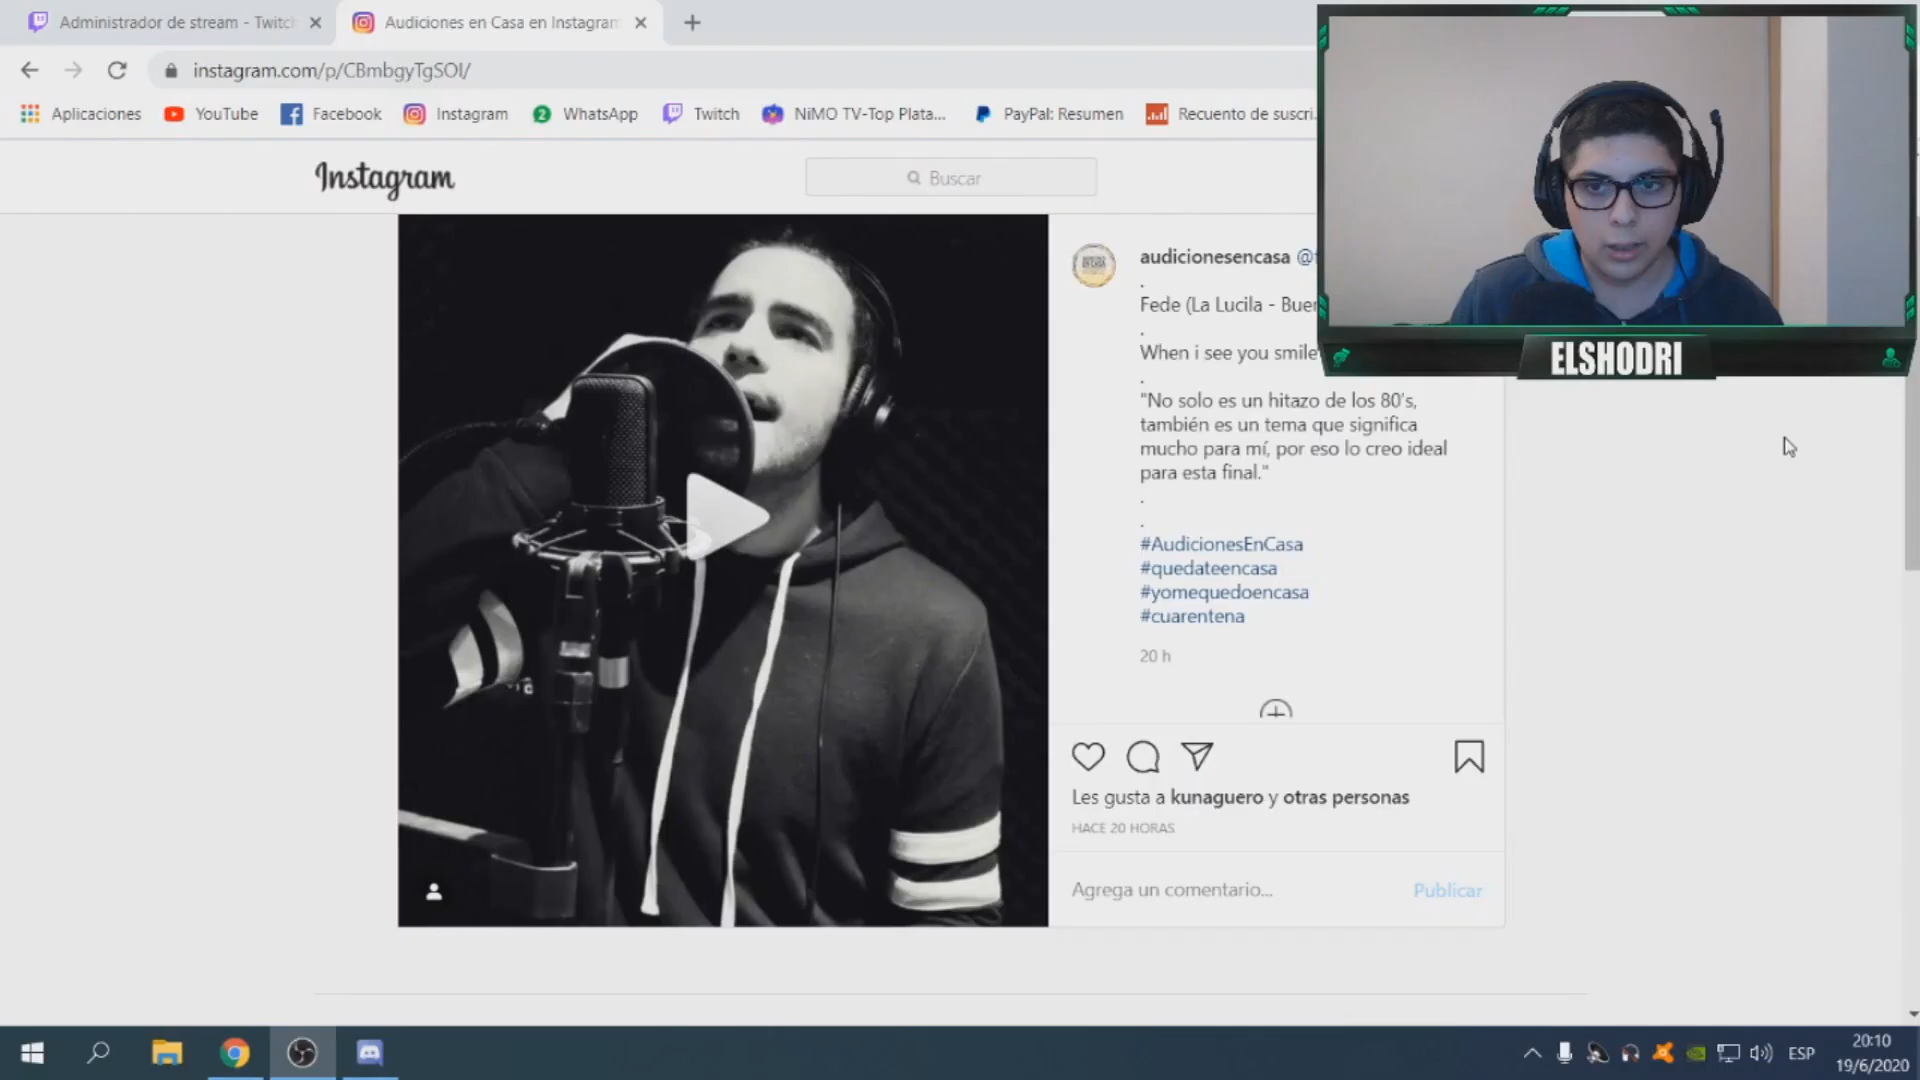 Administrador de stream - Twitch
Audiciones en Casa en Instagram
instagram.com/p/CBmbgyTgSOI/
Aplicaciones
YouTube
Facebook
Instagram
WhatsApp
Twitch
NiMO TV-Top Plata...
PayPal: Resumen
Recuento de suscri
Instagram
Buscar
audicionesencasa
.
Fede (La Lucila - Buen
.
When i see you smile
.
"No solo es un hitazo de los 80's,
también es un tema que significa
mucho para mí, por eso lo creo ideal
para esta final."
.
.
#AudicionesEnCasa
#quedateencasa
#yomequedoencasa
#cuarentena
20 h
Les gusta a kunaguero y otras personas
HACE 20 HORAS
Agrega un comentario...
Publicar
ELSHODRI
ESP
20:10
19/6/2020